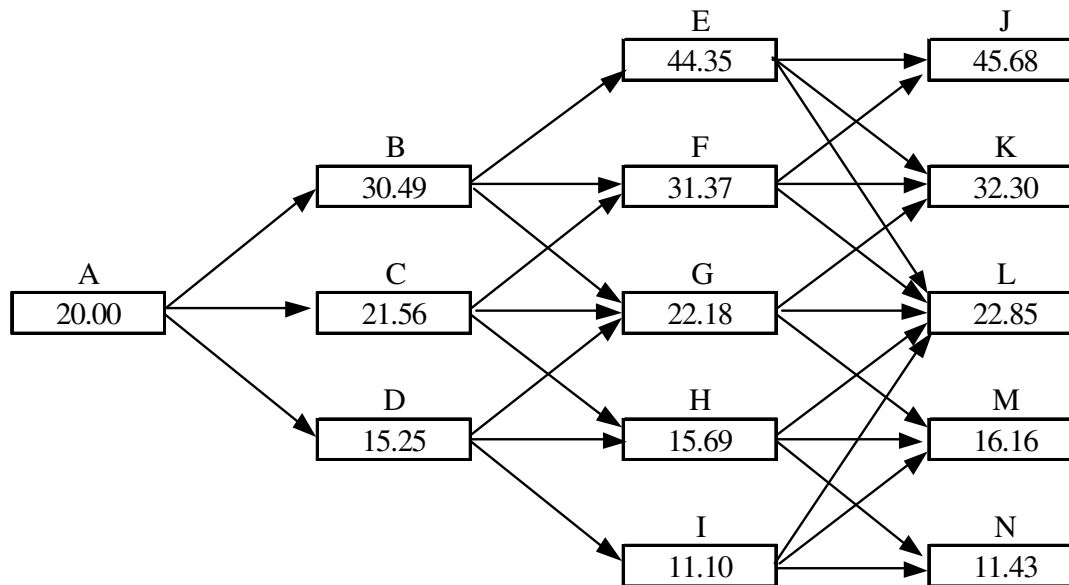 E
44.35
J
45.68
B
30.49
F
31.37
K
32.30
A
20.00
C
21.56
G
22.18
L
22.85
D
15.25
H
15.69
M
16.16
I
11.10
N
11.43